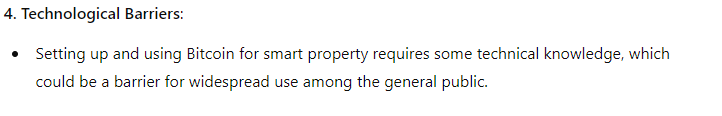 4. Technological Barriers:
• Setting up and using Bitcoin for smart property requires some technical knowledge, which
could be a barrier for widespread use among the general public.